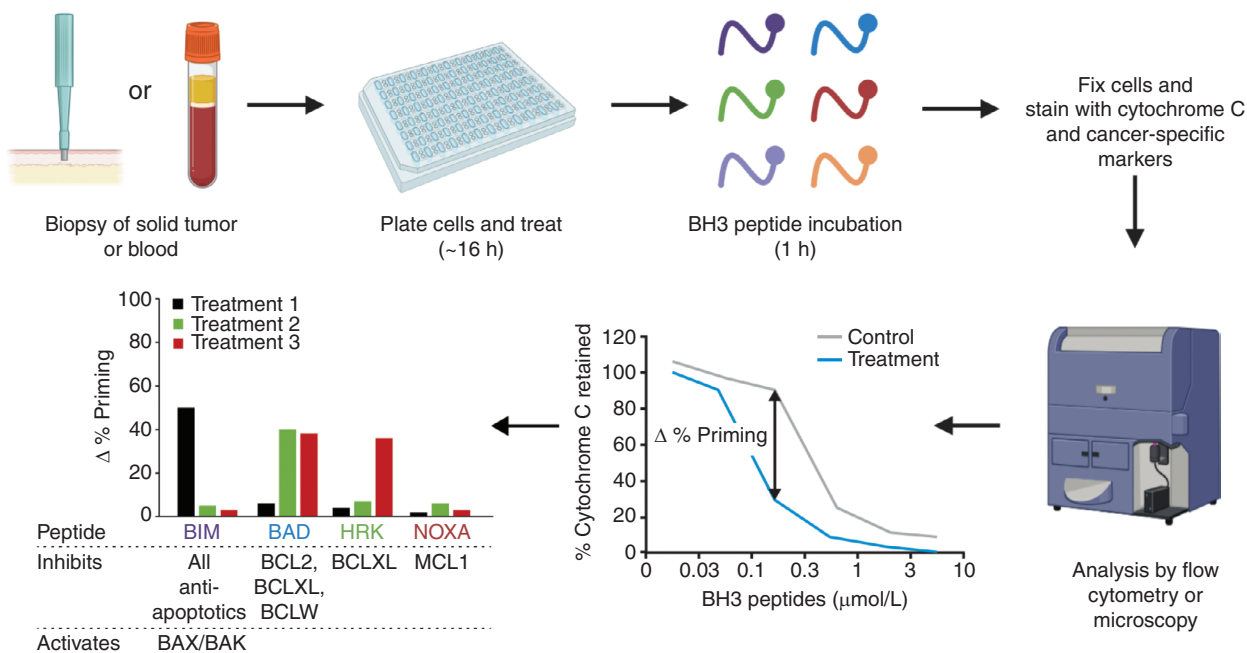 or
Biopsy of solid tumor
or blood
Plate cells and treat
(~16 h)
BH3 peptide incubation
(1 h)
Fix cells and
stain with cytochrome C
and cancer-specific
markers
Analysis by flow
cytometry or
microscopy
% Cytochrome C retained
120
100
80
60
40
20
0
Control
Treatment
Δ % Priming
0 0.03 0.1 0.3 1 3 10
BH3 peptides (μmol/L)
Δ % Priming
100
80
60
40
20
0
Treatment 1
Treatment 2
Treatment 3
Peptide BIM BAD HRK NOXA
Inhibits All BCL2, BCLXL MCL1
anti- BCLXL,
apoptotics BCLW
Activates BAX/BAK